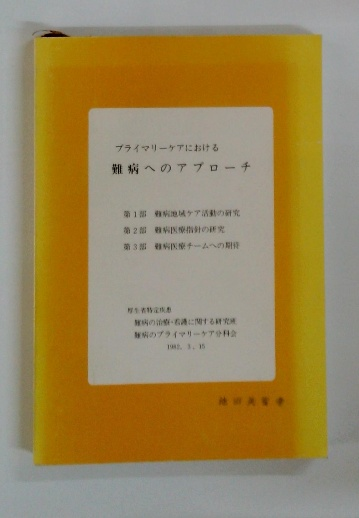 プライマリーケアにおける
難病へのアプローチ
第1部 難病地域ケア活動の研究
第2部 難病医療指針の研究
第3部 難病医療チームへの期待
厚生省特定疾患
難病の治療・看護に関する研究班
難病のプライマリーケア分科会
1982. 3. 15